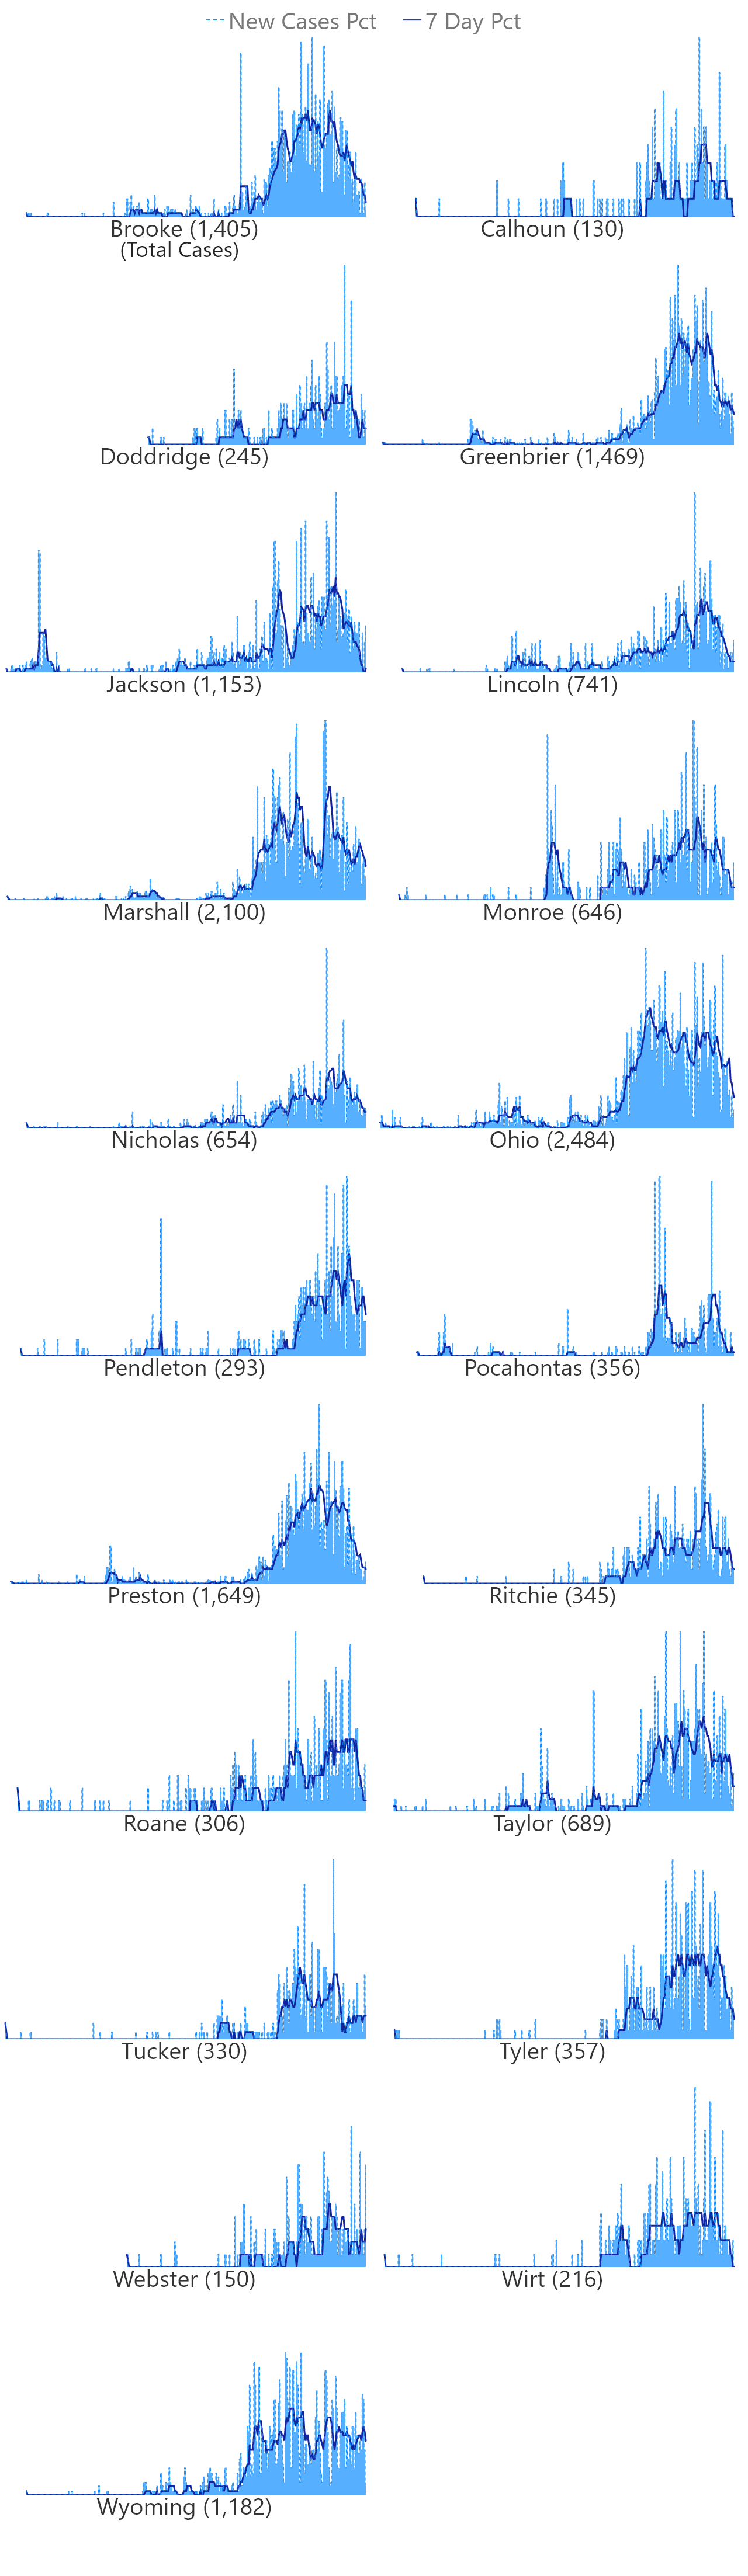 New Cases Pct 7 Day Pct
Brooke (1,405) Calhoun (130)
(Total Cases)
Doddridge (245) Greenbrier (1,469)
Jackson (1,153) Lincoln (741)
Marshall (2,100) Monroe (646)
Nicholas (654) Ohio (2,484)
Pendleton (293) Pocahontas (356)
Preston (1,649) Ritchie (345)
Roane (306) Taylor (689)
Tucker (330) Tyler (357)
Webster (150) Wirt (216)
Wyoming (1,182)